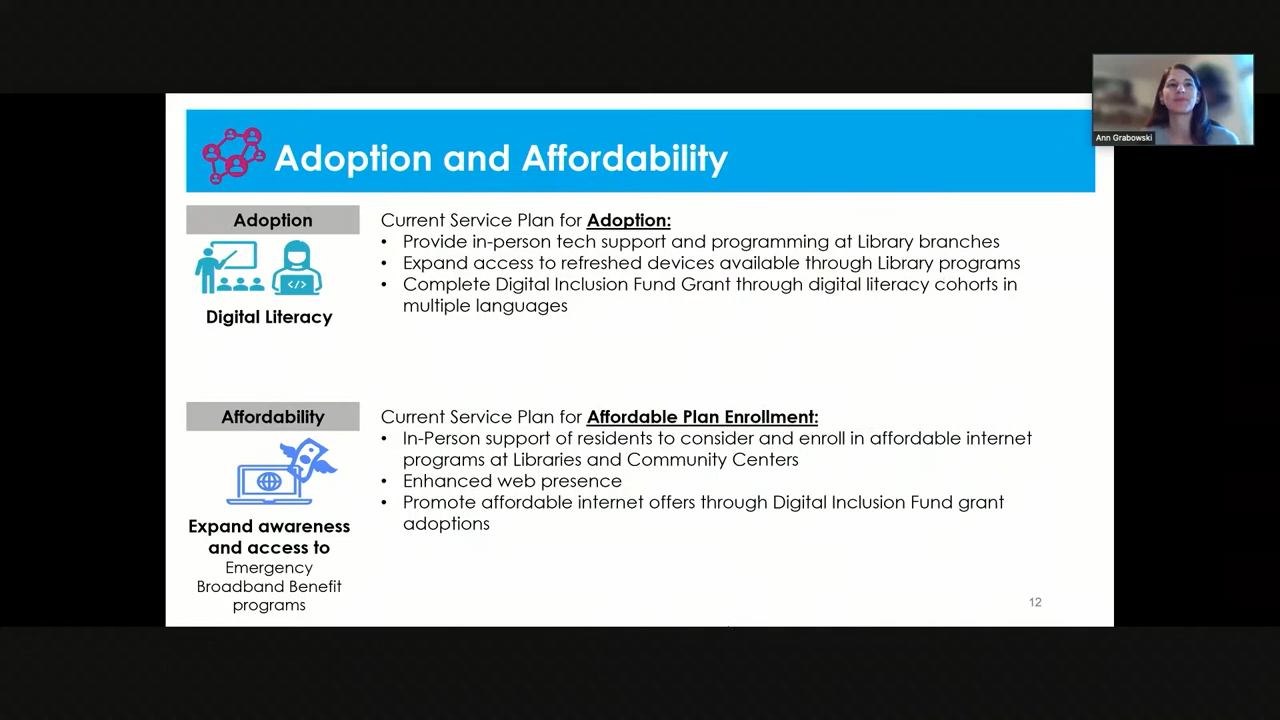 Ann Grabowski
Adoption and Affordability
Adoption
Digital Literacy
Current Service Plan for Adoption:
• Provide in-person tech support and programming at Library branches
• Expand access to refreshed devices available through Library programs
• Complete Digital Inclusion Fund Grant through digital literacy cohorts in
multiple languages
Affordability
Expand awareness
and access to
Emergency
Broadband Benefit
programs
Current Service Plan for Affordable Plan Enrollment:
• In-Person support of residents to consider and enroll in affordable internet
programs at Libraries and Community Centers
• Enhanced web presence
• Promote affordable internet offers through Digital Inclusion Fund grant
adoptions
12